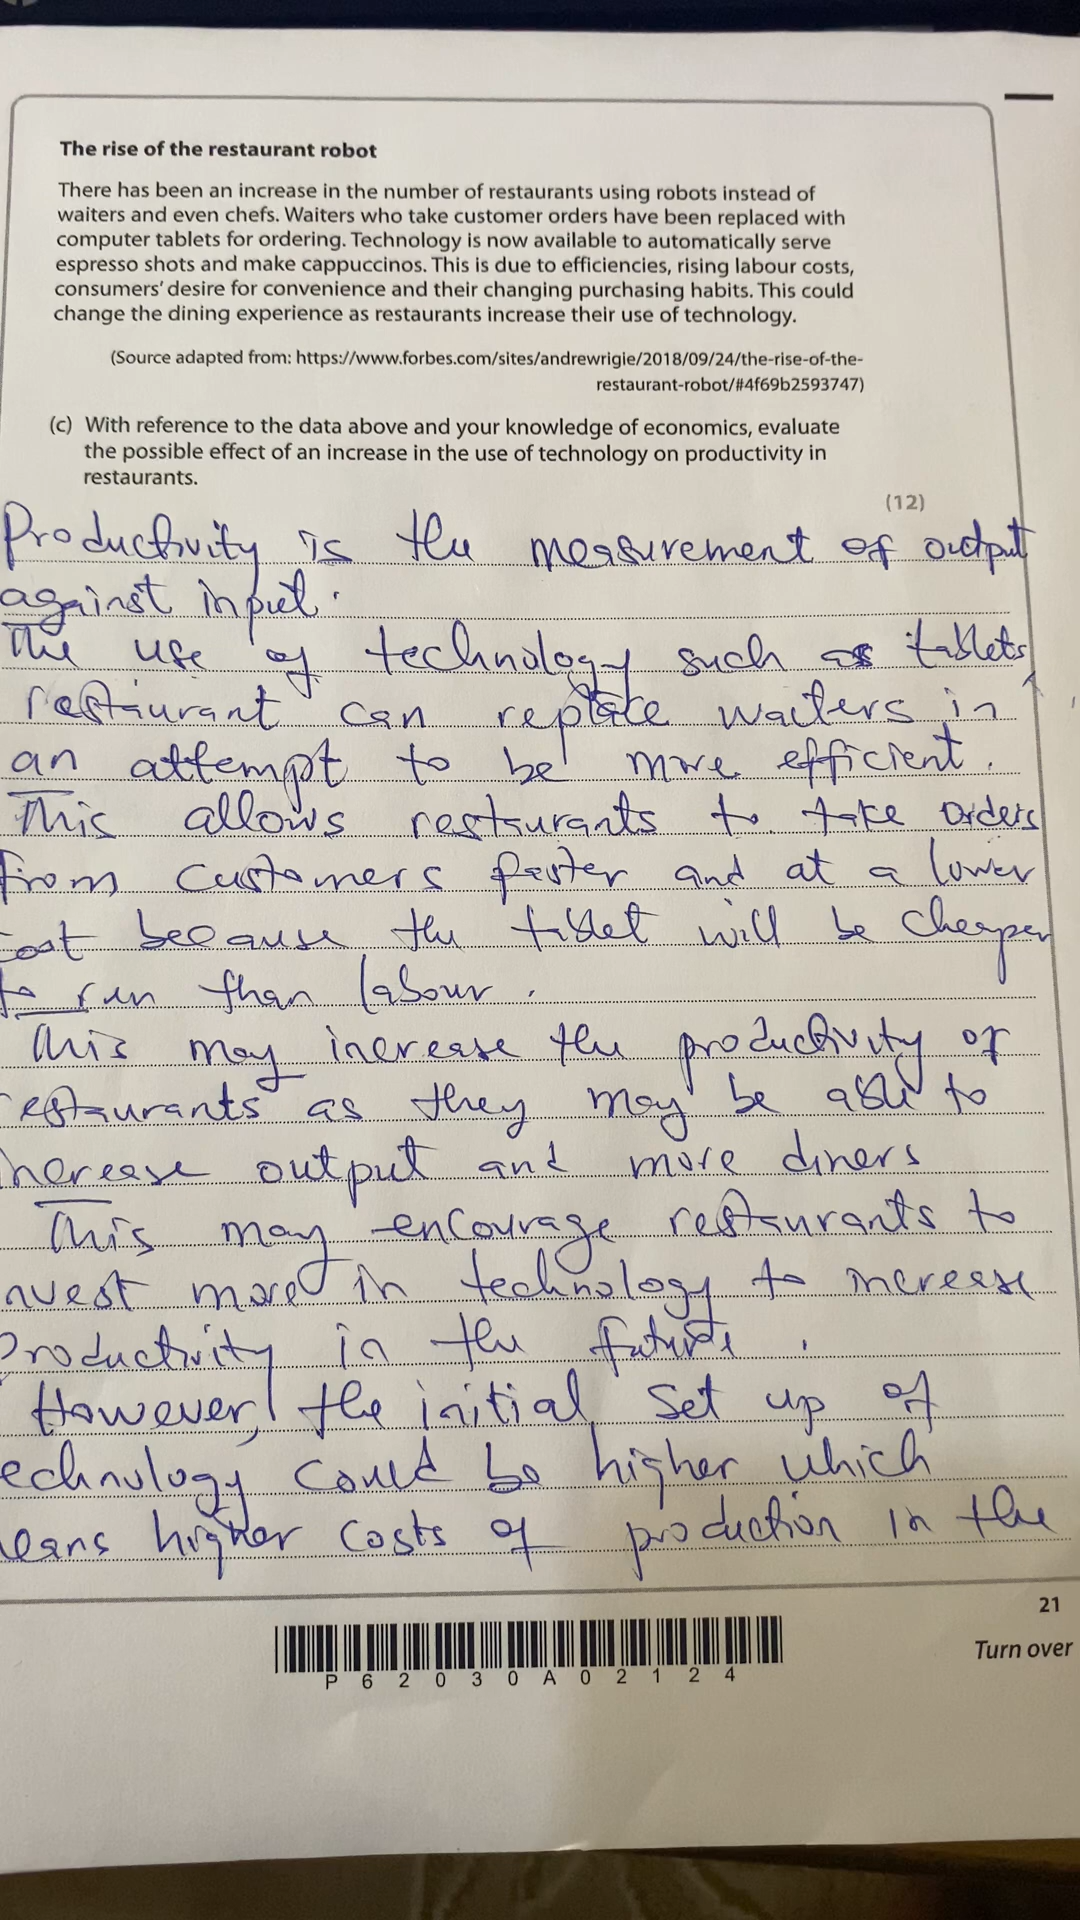 The rise of the restaurant robot
There has been an increase in the number of restaurants using robots instead of
waiters and even chefs. Waiters who take customer orders have been replaced with
computer tablets for ordering. Technology is now available to automatically serve
espresso shots and make cappuccinos. This is due to efficiencies, rising labour costs,
consumers' desire for convenience and their changing purchasing habits. This could
change the dining experience as restaurants increase their use of technology.
(Source adapted from: https://www.forbes.com/sites/andrewrigie/2018/09/24/the-rise-of-the-
restaurant-robot/#4f69b2593747)
(c) With reference to the data above and your knowledge of economics, evaluate
the possible effect of an increase in the use of technology on productivity in
restaurants.
(12)
Productivity is the measurement of output
against input.
The use of technology such as tablets
restaurant can replace waiters in
an attempt to be more efficient.
This allows restaurants to take orders
from customers faster and at a lower
cost because the tablet will be cheaper
to run than labour.
This may increase the productivity of
restaurants as they may be able to
increase output and more diners
This may encourage restaurants to
nvest more in technology to increase
Productivity in the future.
However, the initial set up of
echnology could be higher which
eans higher costs of production in the
21
Turn over
P 6 2 0 3 0 A 0 2 1 2 4